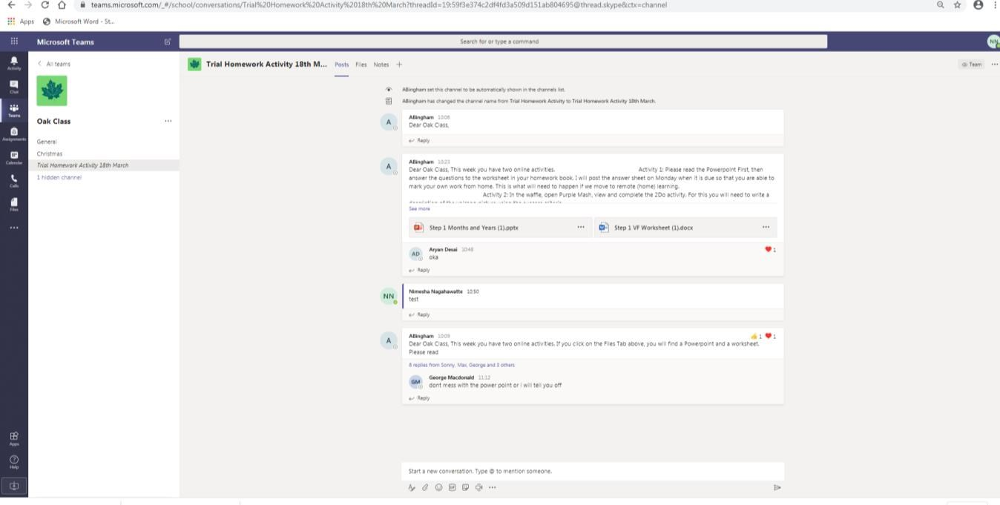 teams.microsoft.com/_#/school/conversations/Trial%20Homework%20Activity%2018th%20March?threadId=19:59f3e374c2df4fd3a509d151ab804695@thread.skype&ctx=channel
Apps Microsoft Word - St...
Microsoft Teams
Search for or type a command
NN
Activity
Chat
Teams
Assignments
Calendar
Calls
Files
Apps
Help
All teams
Oak Class
General
Christmas
Trial Homework Activity 18th March
1 hidden channel
Trial Homework Activity 18th M... Posts Files Notes
Team
ABingham set this channel to be automatically shown in the channels list.
ABingham has changed the channel name from Trial Homework Activity to Trial Homework Activity 18th March.
A
ABingham 10:08
Dear Oak Class,
Reply
A
ABingham 10:23
Dear Oak Class, This week you have two online activities. Activity 1: Please read the Powerpoint First, then
answer the questions to the worksheet in your homework book. I will post the answer sheet on Monday when it is due so that you are able to
mark your own work from home. This is what will need to happen if we move to remote (home) learning.
Activity 2: In the waffle, open Purple Mash, view and complete the 2Do activity. For this you will need to write a
See more
Step 1 Months and Years (1).pptx
Step 1 VF Worksheet (1).docx
AD
Aryan Desai 10:48
oka
1
Reply
NN
Nimesha Nagahawatte 10:50
test
Reply
A
ABingham 10:09
1 1
Dear Oak Class, This week you have two online activities. If you click on the Files Tab above, you will find a Powerpoint and a worksheet.
Please read
8 replies from Sonny, Max, George and 3 others
GM
George Macdonald 11:12
dont mess with the power point or i will tell you off
Reply
Start a new conversation. Type @ to mention someone.